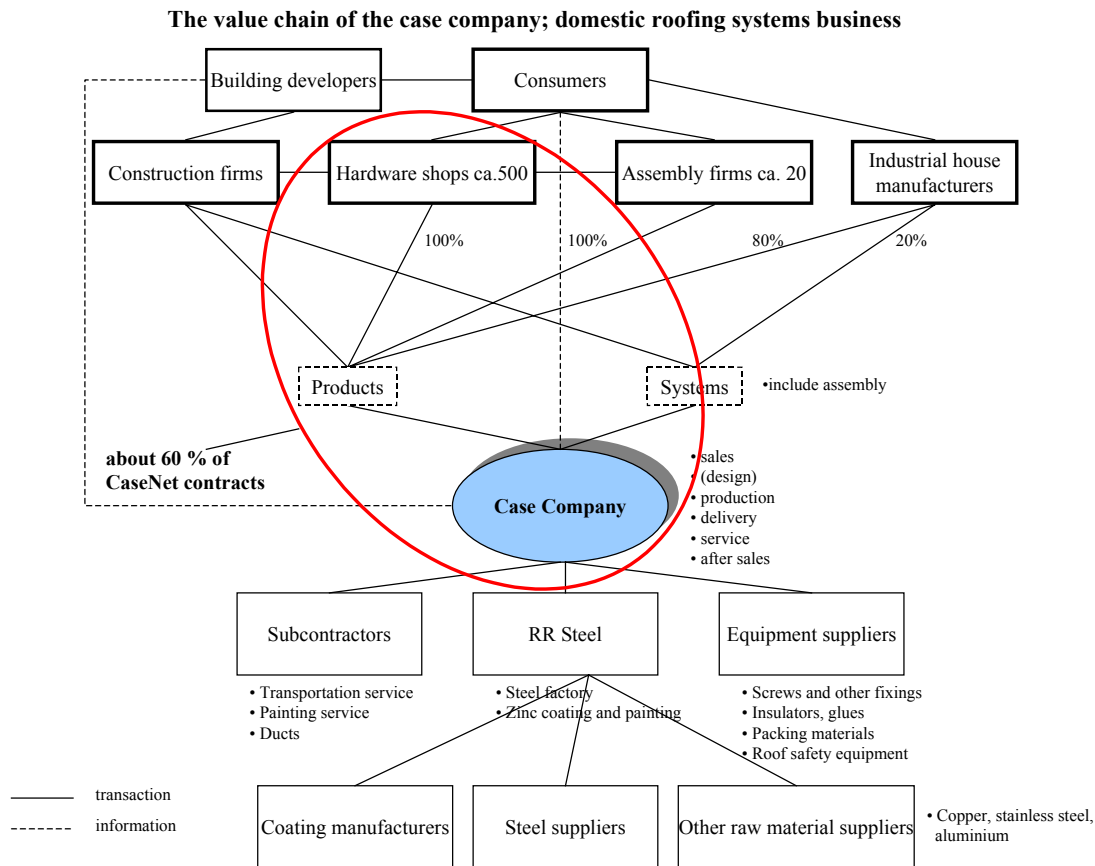 The value chain of the case company; domestic roofing systems business
Building developers
Consumers
Construction firms
Hardware shops ca.500
Assembly firms ca. 20
Industrial house
manufacturers
100%
100%
80%
20%
Products
Systems
•include assembly
about 60 % of
CaseNet contracts
Case Company
• sales
• (design)
• production
• delivery
• service
• after sales
Subcontractors
RR Steel
Equipment suppliers
• Transportation service
• Painting service
• Ducts
• Steel factory
• Zinc coating and painting
• Screws and other fixings
• Insulators, glues
• Packing materials
• Roof safety equipment
transaction
information
Coating manufacturers
Steel suppliers
Other raw material suppliers
• Copper, stainless steel,
aluminium